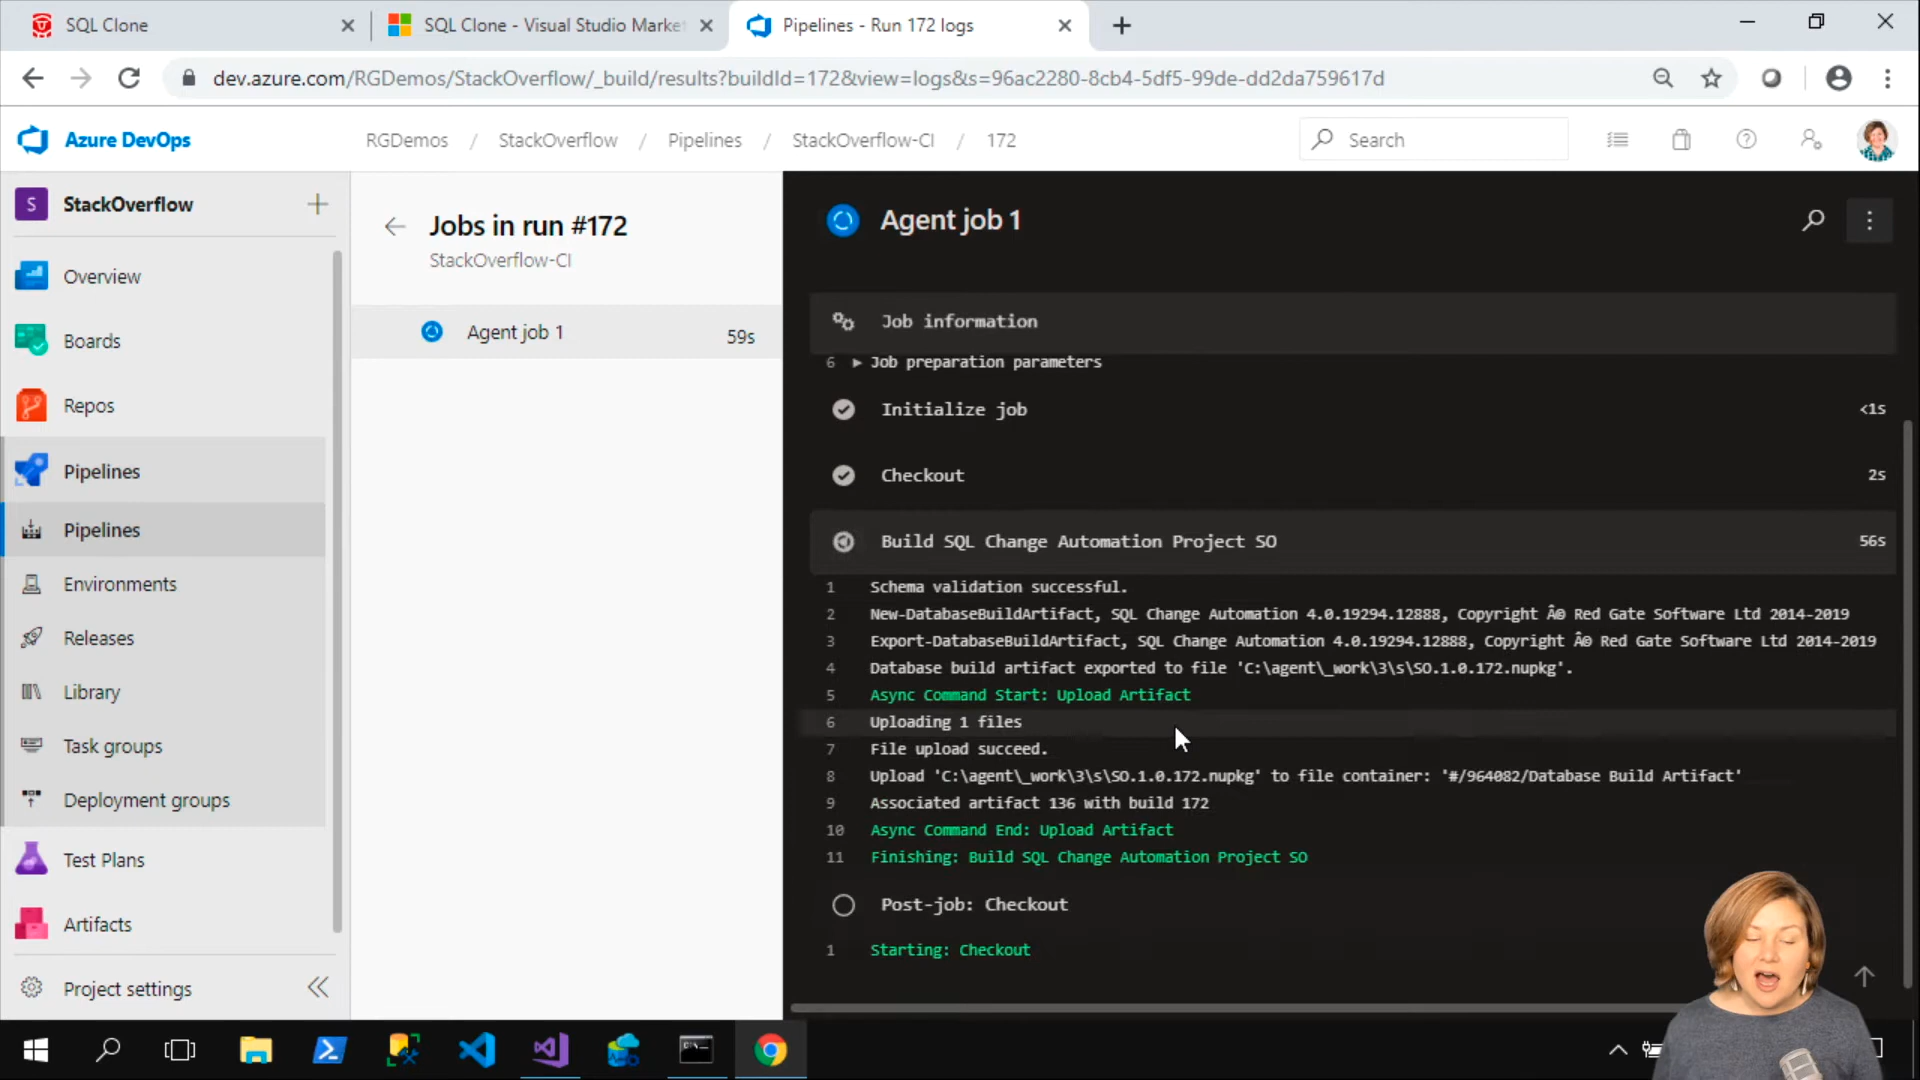 SQL Clone
SQL Clone - Visual Studio Market
Pipelines - Run 172 logs
dev.azure.com/RGDemos/StackOverflow/_build/results?buildId=172&view=logs&s=96ac2280-8cb4-5df5-99de-dd2da759617d
Azure DevOps
RGDemos / StackOverflow / Pipelines / StackOverflow-CI / 172
Search
S StackOverflow
Overview
Boards
Repos
Pipelines
Pipelines
Environments
Releases
Library
Task groups
Deployment groups
Test Plans
Artifacts
Project settings
Jobs in run #172
StackOverflow-CI
Agent job 1 59s
Agent job 1
Job information
6 Job preparation parameters
Initialize job <1s
Checkout 2s
Build SQL Change Automation Project SO 56s
1 Schema validation successful.
2 New-DatabaseBuildArtifact, SQL Change Automation 4.0.19294.12888, Copyright Â© Red Gate Software Ltd 2014-2019
3 Export-DatabaseBuildArtifact, SQL Change Automation 4.0.19294.12888, Copyright Â© Red Gate Software Ltd 2014-2019
4 Database build artifact exported to file 'C:\agent\_work\3\s\SO.1.0.172.nupkg'.
5 Async Command Start: Upload Artifact
6 Uploading 1 files
7 File upload succeed.
8 Upload 'C:\agent\_work\3\s\SO.1.0.172.nupkg' to file container: '#/964082/Database Build Artifact'
9 Associated artifact 136 with build 172
10 Async Command End: Upload Artifact
11 Finishing: Build SQL Change Automation Project SO
Post-job: Checkout
1 Starting: Checkout